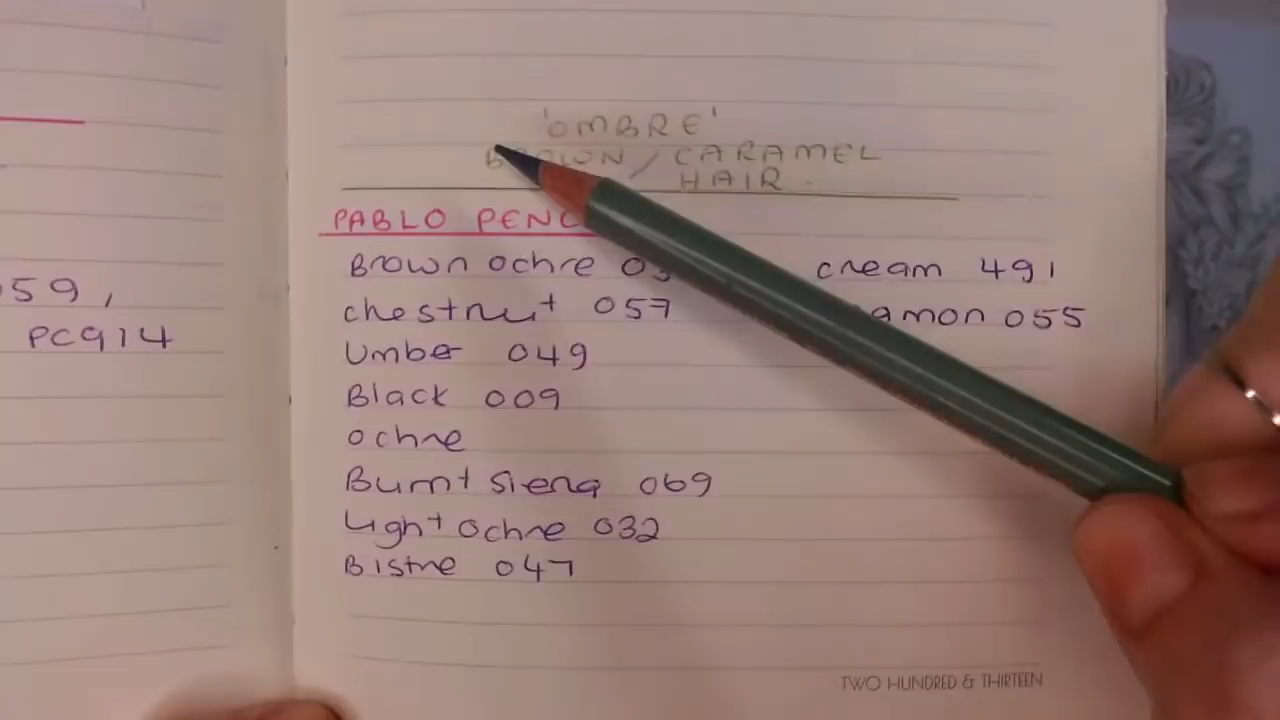 59,
PC914
'OMBRE'
BROWN / CARAMEL
HAIR
PABLO
Brown ochre
chestnut 057
Umber 049
Black 009
ochre
Burnt siena 069
Light ochre 032
Bistre 047
cream 491
055
TWO HUNDRED & THIRTEEN